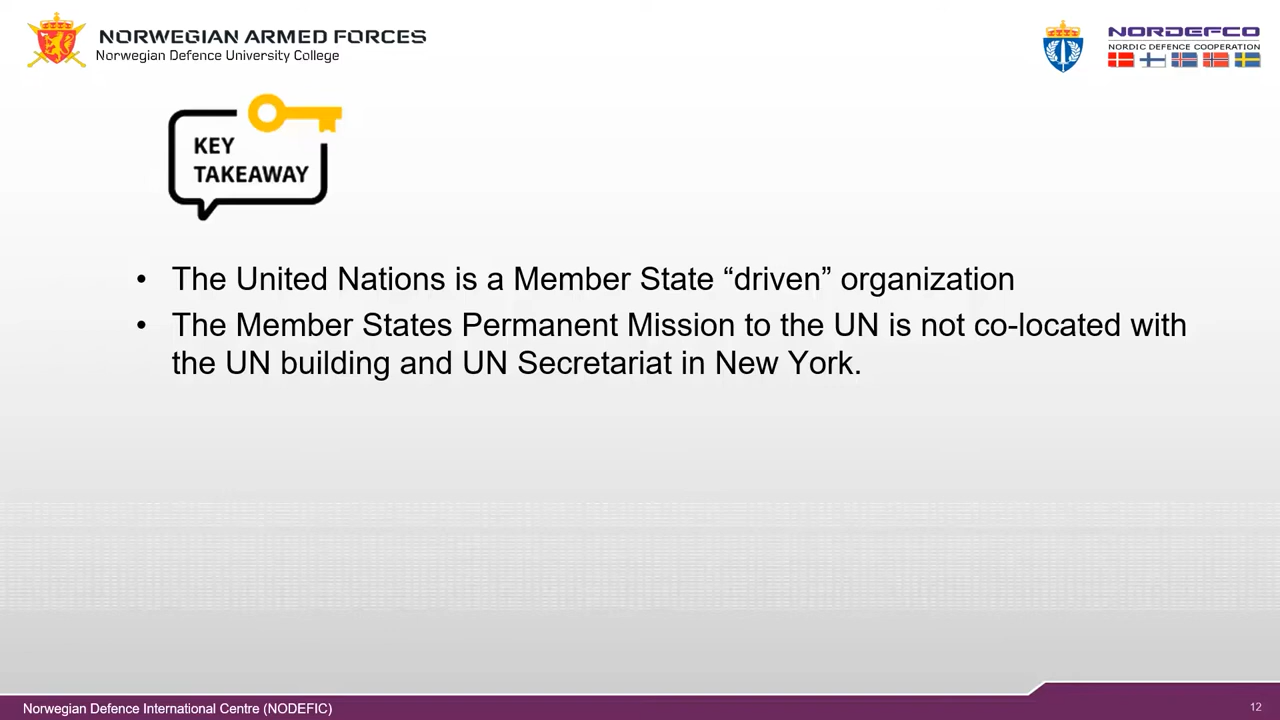 NORWEGIAN ARMED FORCES
Norwegian Defence University College
NORDEFCO
NORDIC DEFENCE COOPERATION
KEY
TAKEAWAY
• The United Nations is a Member State “driven” organization
• The Member States Permanent Mission to the UN is not co-located with
the UN building and UN Secretariat in New York.
Norwegian Defence International Centre (NODEFIC)
12